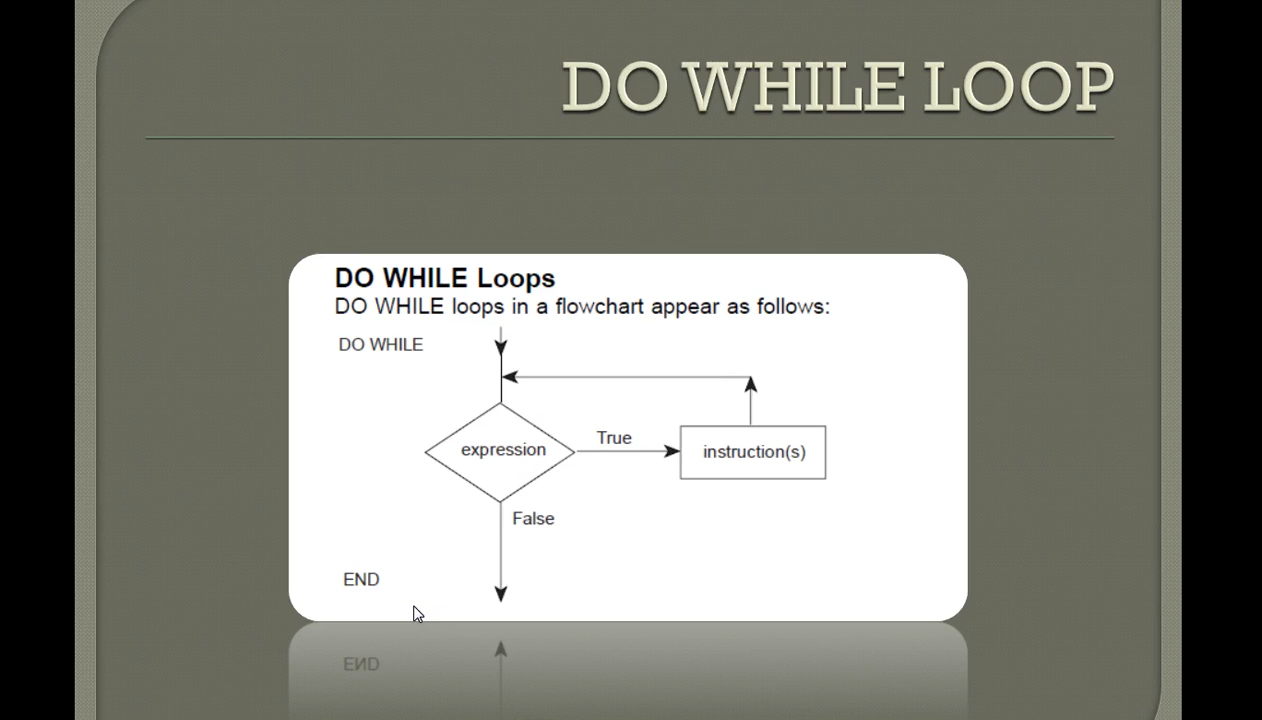 DO WHILE LOOP
DO WHILE Loops
DO WHILE loops in a flowchart appear as follows:
DO WHILE
expression
True
instruction(s)
False
END
END